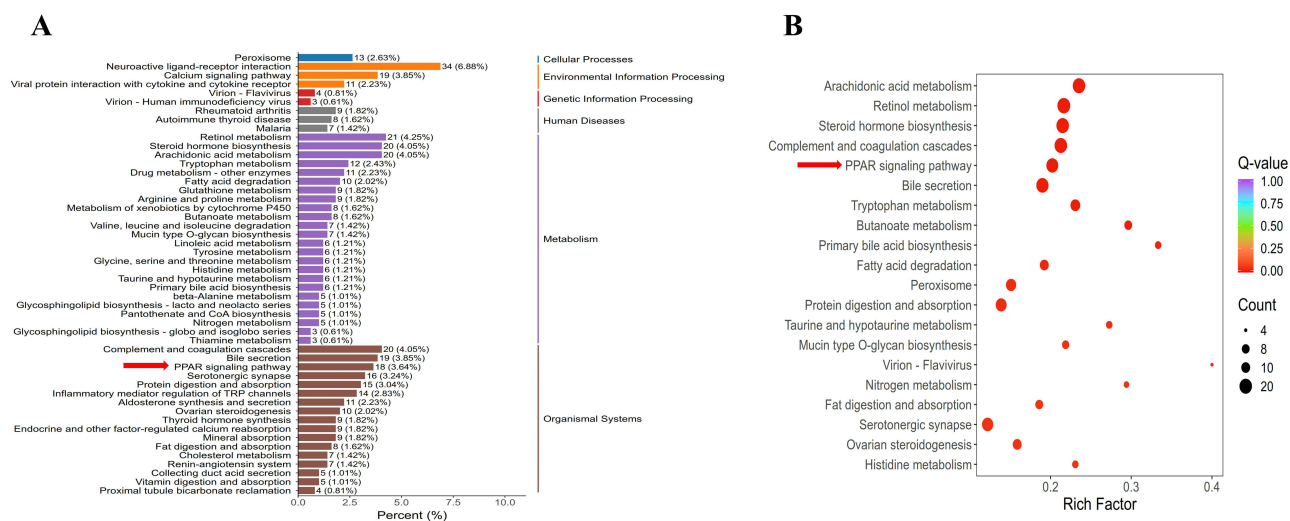 A
Peroxisome 13 (2.63%)
Neuroactive ligand-receptor interaction 34 (6.88%)
Calcium signaling pathway 19 (3.85%)
Viral protein interaction with cytokine and cytokine receptor 11 (2.23%)
Virion - Flavivirus 4 (0.81%)
Virion - Human immunodeficiency virus 3 (0.61%)
Rheumatoid arthritis 9 (1.82%)
Autoimmune thyroid disease 8 (1.62%)
Malaria 7 (1.42%)
Retinol metabolism 21 (4.25%)
Steroid hormone biosynthesis 20 (4.05%)
Arachidonic acid metabolism 20 (4.05%)
Tryptophan metabolism 12 (2.43%)
Drug metabolism - other enzymes 11 (2.23%)
Fatty acid degradation 10 (2.02%)
Glutathione metabolism 9 (1.82%)
Arginine and proline metabolism 9 (1.82%)
Metabolism of xenobiotics by cytochrome P450 8 (1.62%)
Butanoate metabolism 8 (1.62%)
Valine, leucine and isoleucine degradation 7 (1.42%)
Mucin type O-glycan biosynthesis 7 (1.42%)
Linoleic acid metabolism 6 (1.21%)
Tyrosine metabolism 6 (1.21%)
Glycine, serine and threonine metabolism 6 (1.21%)
Histidine metabolism 6 (1.21%)
Taurine and hypotaurine metabolism 6 (1.21%)
Primary bile acid biosynthesis 6 (1.21%)
beta-Alanine metabolism 5 (1.01%)
Glycosphingolipid biosynthesis - lacto and neolacto series 5 (1.01%)
Pantothenate and CoA biosynthesis 5 (1.01%)
Nitrogen metabolism 5 (1.01%)
Glycosphingolipid biosynthesis - globo and isoglobo series 3 (0.61%)
Thiamine metabolism 3 (0.61%)
Complement and coagulation cascades 20 (4.05%)
Bile secretion 19 (3.85%)
PPAR signaling pathway 18 (3.64%)
Serotonergic synapse 16 (3.24%)
Protein digestion and absorption 15 (3.04%)
Inflammatory mediator regulation of TRP channels 14 (2.83%)
Aldosterone synthesis and secretion 11 (2.23%)
Ovarian steroidogenesis 10 (2.02%)
Thyroid hormone synthesis 9 (1.82%)
Endocrine and other factor-regulated calcium reabsorption 9 (1.82%)
Mineral absorption 9 (1.82%)
Fat digestion and absorption 8 (1.62%)
Cholesterol metabolism 7 (1.42%)
Renin-angiotensin system 7 (1.42%)
Collecting duct acid secretion 5 (1.01%)
Vitamin digestion and absorption 5 (1.01%)
Proximal tubule bicarbonate reclamation 4 (0.81%)
0.0 2.5 5.0 7.5 10.0
Percent (%)
Cellular Processes
Environmental Information Processing
Genetic Information Processing
Human Diseases
Metabolism
Organismal Systems
B
Arachidonic acid metabolism
Retinol metabolism
Steroid hormone biosynthesis
Complement and coagulation cascades
PPAR signaling pathway
Bile secretion
Tryptophan metabolism
Butanoate metabolism
Primary bile acid biosynthesis
Fatty acid degradation
Peroxisome
Protein digestion and absorption
Taurine and hypotaurine metabolism
Mucin type O-glycan biosynthesis
Virion - Flavivirus
Nitrogen metabolism
Fat digestion and absorption
Serotonergic synapse
Ovarian steroidogenesis
Histidine metabolism
0.2 0.3 0.4
Rich Factor
Q-value
1.00
0.75
0.50
0.25
0.00
Count
4
8
10
20